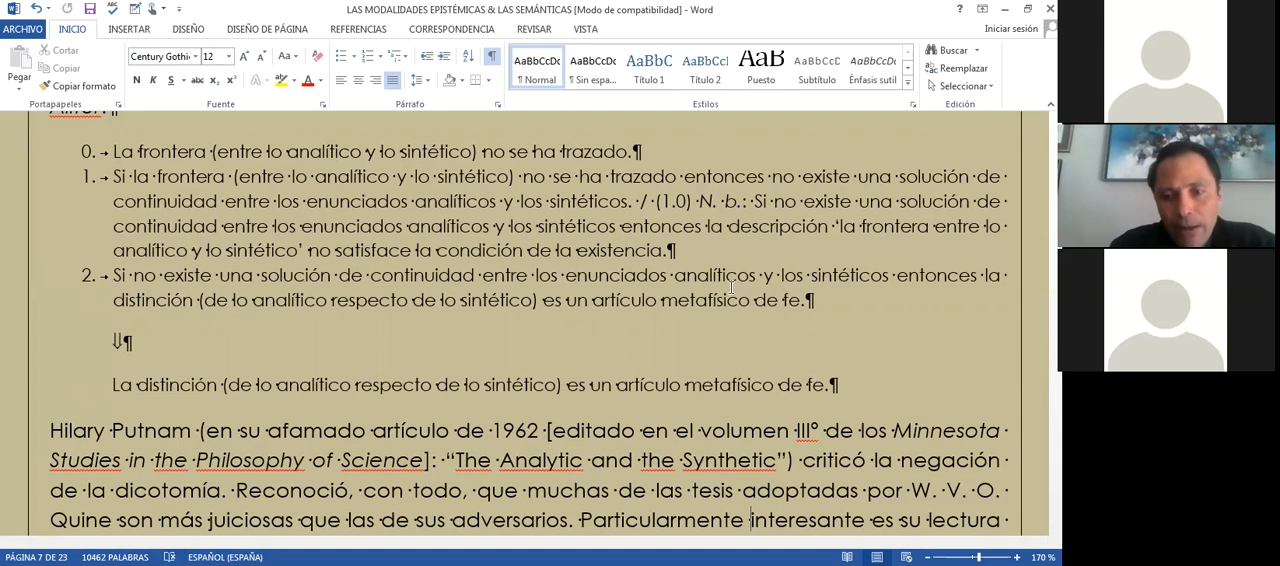 LAS MODALIDADES EPISTÉMICAS & LAS SEMÁNTICAS [Modo de compatibilidad] - Word
ARCHIVO INICIO INSERTAR DISEÑO DISEÑO DE PÁGINA REFERENCIAS CORRESPONDENCIA REVISAR VISTA Iniciar sesión
Cortar
Copiar
Copiar formato
Pegar
Portapapeles
Century Gothi 12
N K S abc x₂ x²
Fuente
Párrafo
AaBbCcDc AaBbCcDc AaBbC AaBbCcD AaB AaBbCcD AaBbCcDc
¶ Normal ¶ Sin espa... Título 1 Título 2 Puesto Subtítulo Énfasis sutil
Estilos
Buscar
Reemplazar
Seleccionar
Edición
0. La frontera (entre lo analítico y lo sintético) no se ha trazado.¶
1. Si la frontera (entre lo analítico y lo sintético) no se ha trazado entonces no existe una solución de
continuidad entre los enunciados analíticos y los sintéticos. / (1.0) N. b.: Si no existe una solución de
continuidad entre los enunciados analíticos y los sintéticos entonces la descripción ‘la frontera entre lo
analítico y lo sintético’ no satisface la condición de la existencia.¶
2. Si no existe una solución de continuidad entre los enunciados analíticos y los sintéticos entonces la
distinción (de lo analítico respecto de lo sintético) es un artículo metafísico de fe.¶
⇓¶
La distinción (de lo analítico respecto de lo sintético) es un artículo metafísico de fe.¶
Hilary Putnam (en su afamado artículo de 1962 [editado en el volumen III° de los Minnesota
Studies in the Philosophy of Science]: “The Analytic and the Synthetic”) criticó la negación
de la dicotomía. Reconoció, con todo, que muchas de las tesis adoptadas por W. V. O.
Quine son más juiciosas que las de sus adversarios. Particularmente interesante es su lectura
PÁGINA 7 DE 23 10462 PALABRAS ESPAÑOL (ESPAÑA) 170 %